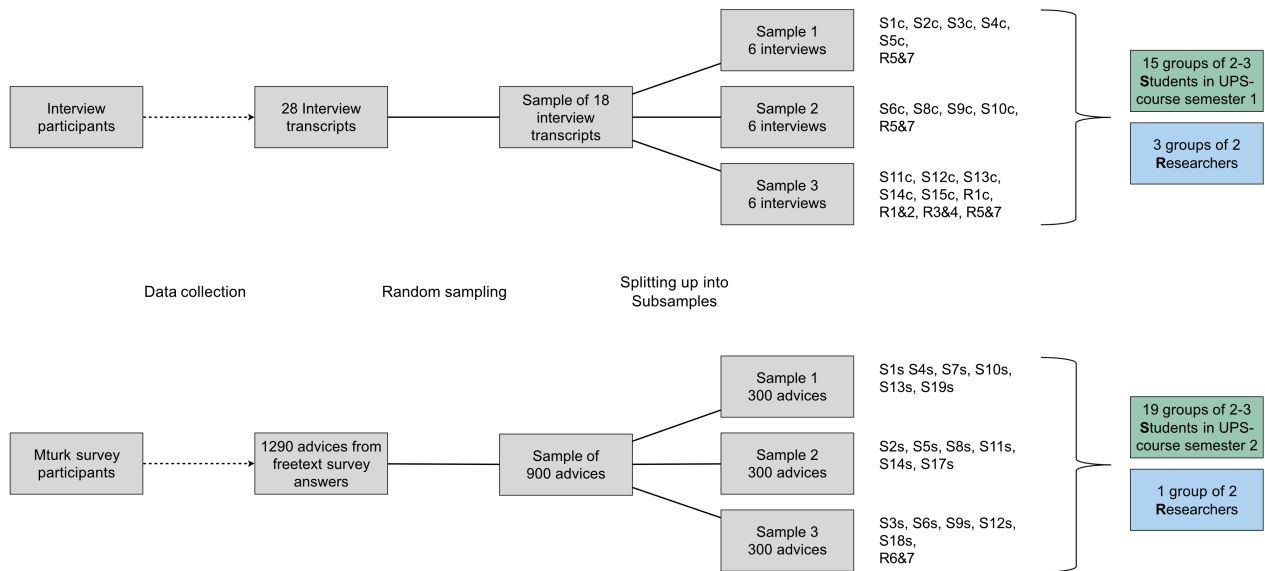 Interview
participants
28 Interview
transcripts
Sample of 18
interview
transcripts
Sample 1
6 interviews
S1c, S2c, S3c, S4c,
S5c,
R5&7
Sample 2
6 interviews
S6c, S8c, S9c, S10c,
R5&7
Sample 3
6 interviews
S11c, S12c, S13c,
S14c, S15c, R1c,
R1&2, R3&4, R5&7
15 groups of 2-3
Students in UPS-
course semester 1
3 groups of 2
Researchers
Data collection
Random sampling
Splitting up into
Subsamples
Mturk survey
participants
1290 advices from
freetext survey
answers
Sample of
900 advices
Sample 1
300 advices
S1s S4s, S7s, S10s,
S13s, S19s
Sample 2
300 advices
S2s, S5s, S8s, S11s,
S14s, S17s
Sample 3
300 advices
S3s, S6s, S9s, S12s,
S18s,
R6&7
19 groups of 2-3
Students in UPS-
course semester 2
1 group of 2
Researchers